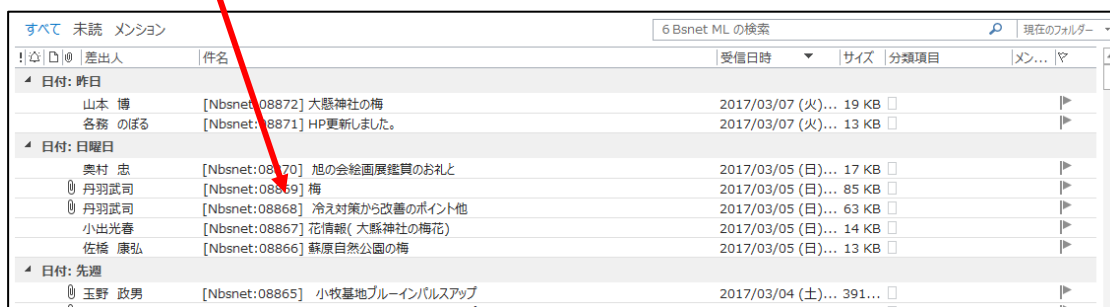 すべて 未読 メンション 6 Bsnet ML の検索 現在のフォルダー
! 差出人 件名 受信日時 サイズ 分類項目 メン...
日付: 昨日
山本 博 [Nbsnet:08872] 大懸神社の梅 2017/03/07 (火)... 19 KB
各務 のぼる [Nbsnet:08871] HP更新しました。 2017/03/07 (火)... 13 KB
日付: 日曜日
奥村 忠 [Nbsnet:08870] 旭の会絵画展鑑賞のお礼と 2017/03/05 (日)... 17 KB
丹羽武司 [Nbsnet:08869] 梅 2017/03/05 (日)... 85 KB
丹羽武司 [Nbsnet:08868] 冷え対策から改善のポイント他 2017/03/05 (日)... 63 KB
小出光春 [Nbsnet:08867] 花情報( 大縣神社の梅花) 2017/03/05 (日)... 14 KB
佐橋 康弘 [Nbsnet:08866] 蘇原自然公園の梅 2017/03/05 (日)... 13 KB
日付: 先週
玉野 政男 [Nbsnet:08865] 小牧基地ブルーインパルスアップ 2017/03/04 (土)... 391...